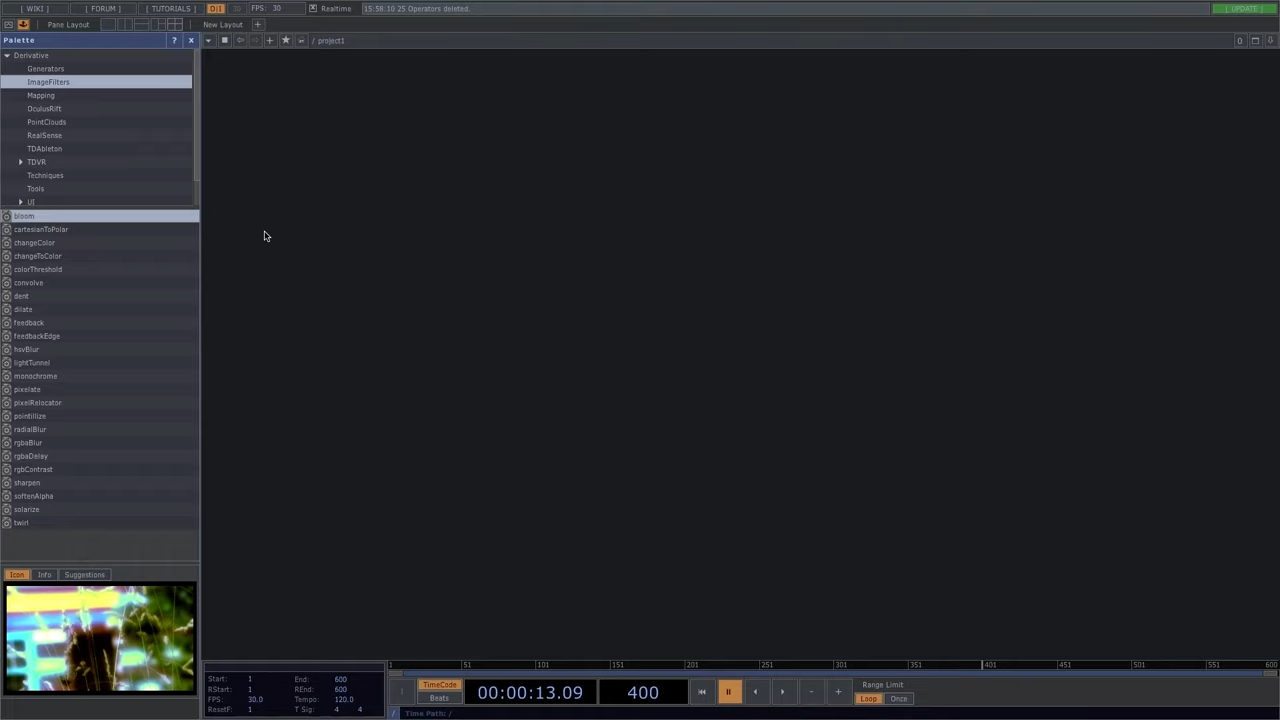 [ WIKI ] [ FORUM ] [ TUTORIALS ] O|I 30 FPS: 30 Realtime 15:58:10 25 Operators deleted. [ UPDATE ]
Pane Layout New Layout +
Palette ? x / project1
Derivative
Generators
ImageFilters
Mapping
OculusRift
PointClouds
RealSense
TDAbleton
TDVR
Techniques
Tools
UI
bloom
cartesianToPolar
changeColor
changeToColor
colorThreshold
convolve
dent
dilate
feedback
feedbackEdge
hsvBlur
lightTunnel
monochrome
pixelate
pixelRelocator
pointillize
radialBlur
rgbaBlur
rgbaDelay
rgbContrast
sharpen
softenAlpha
solarize
twirl
Icon Info Suggestions
1 51 101 151 201 251 301 351 401 451 501 551 600
Start: 1 End: 600
RStart: 1 REnd: 600
FPS: 30.0 Tempo: 120.0
ResetF: 1 T Sig: 4 4
TimeCode
Beats
00:00:13.09 400
- +
Range Limit
Loop Once
/ Time Path: /